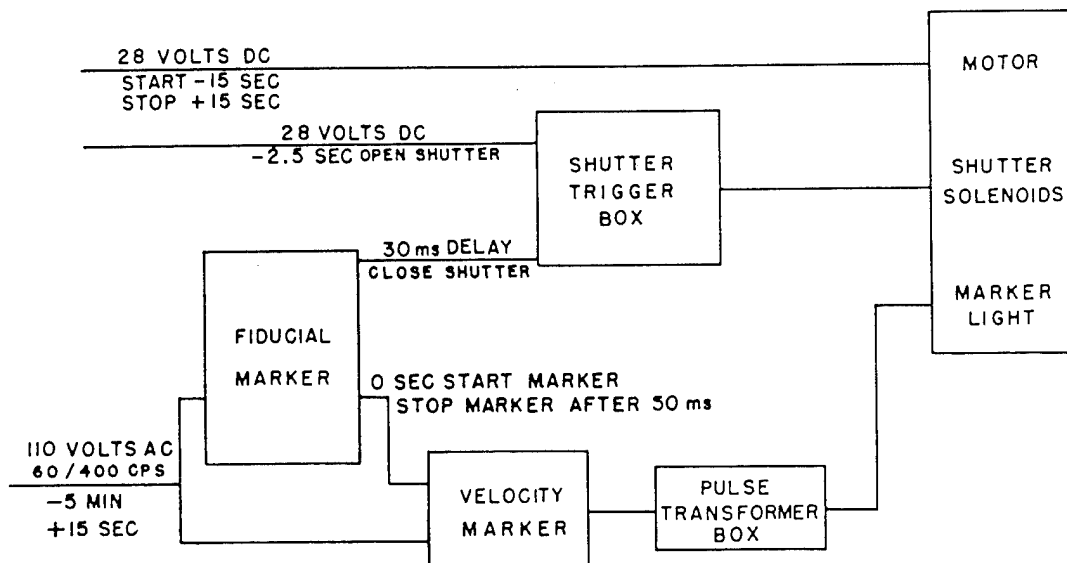 28 VOLTS DC
START -15 SEC
STOP +15 SEC
MOTOR
28 VOLTS DC
-2.5 SEC OPEN SHUTTER
SHUTTER
TRIGGER
BOX
SHUTTER
SOLENOIDS
30 ms DELAY
CLOSE SHUTTER
MARKER
LIGHT
FIDUCIAL
MARKER
0 SEC START MARKER
STOP MARKER AFTER 50 ms
110 VOLTS AC
60/400 CPS
-5 MIN
+15 SEC
VELOCITY
MARKER
PULSE
TRANSFORMER
BOX